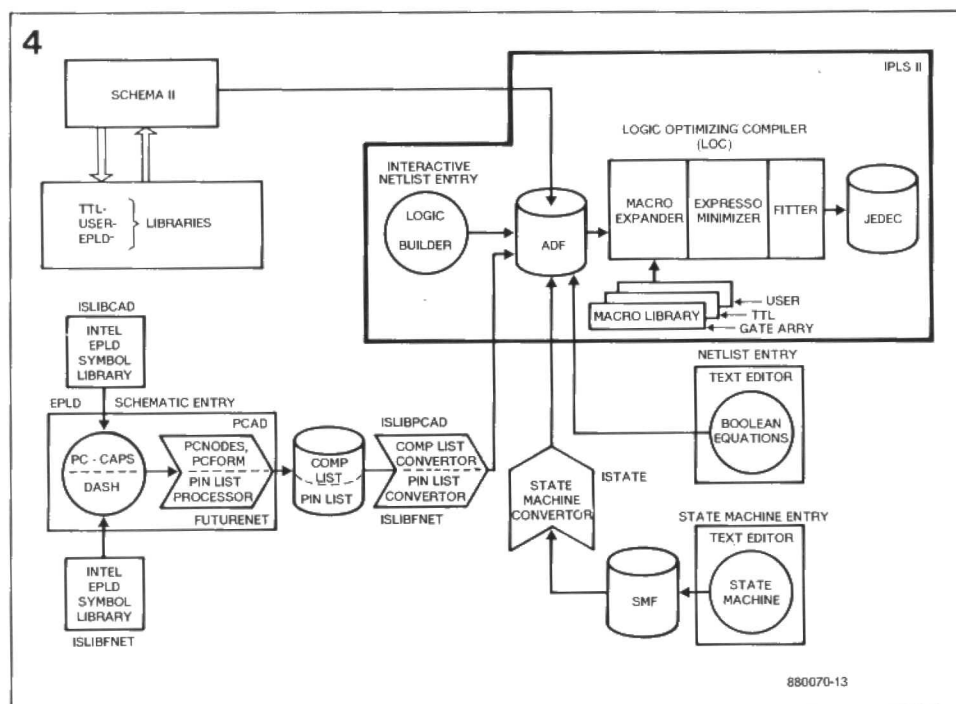 4
IPLS II
SCHEMA II
LOGIC OPTIMIZING COMPILER
(LOC)
INTERACTIVE
NETLIST ENTRY
LOGIC
BUILDER
ADF
MACRO
EXPANDER
EXPRESSO
MINIMIZER
FITTER
JEDEC
TTL-
USER-
EPLD-
LIBRARIES
MACRO LIBRARY
USER
TTL
GATE ARRY
ISLIBCAD
INTEL
EPLD
SYMBOL
LIBRARY
NETLIST ENTRY
TEXT EDITOR
BOOLEAN
EQUATIONS
EPLD
SCHEMATIC ENTRY
PCAD
PC - CAPS
DASH
PCNODES,
PCFORM
PIN LIST
PROCESSOR
FUTURENET
COMP
LIST
PIN LIST
ISLIBPCAD
COMP LIST
CONVERTOR
PIN LIST
CONVERTOR
ISLIBFNET
STATE
MACHINE
CONVERTOR
ISTATE
STATE MACHINE ENTRY
TEXT EDITOR
STATE
MACHINE
SMF
INTEL
EPLD
SYMBOL
LIBRARY
ISLIBFNET
880070-13